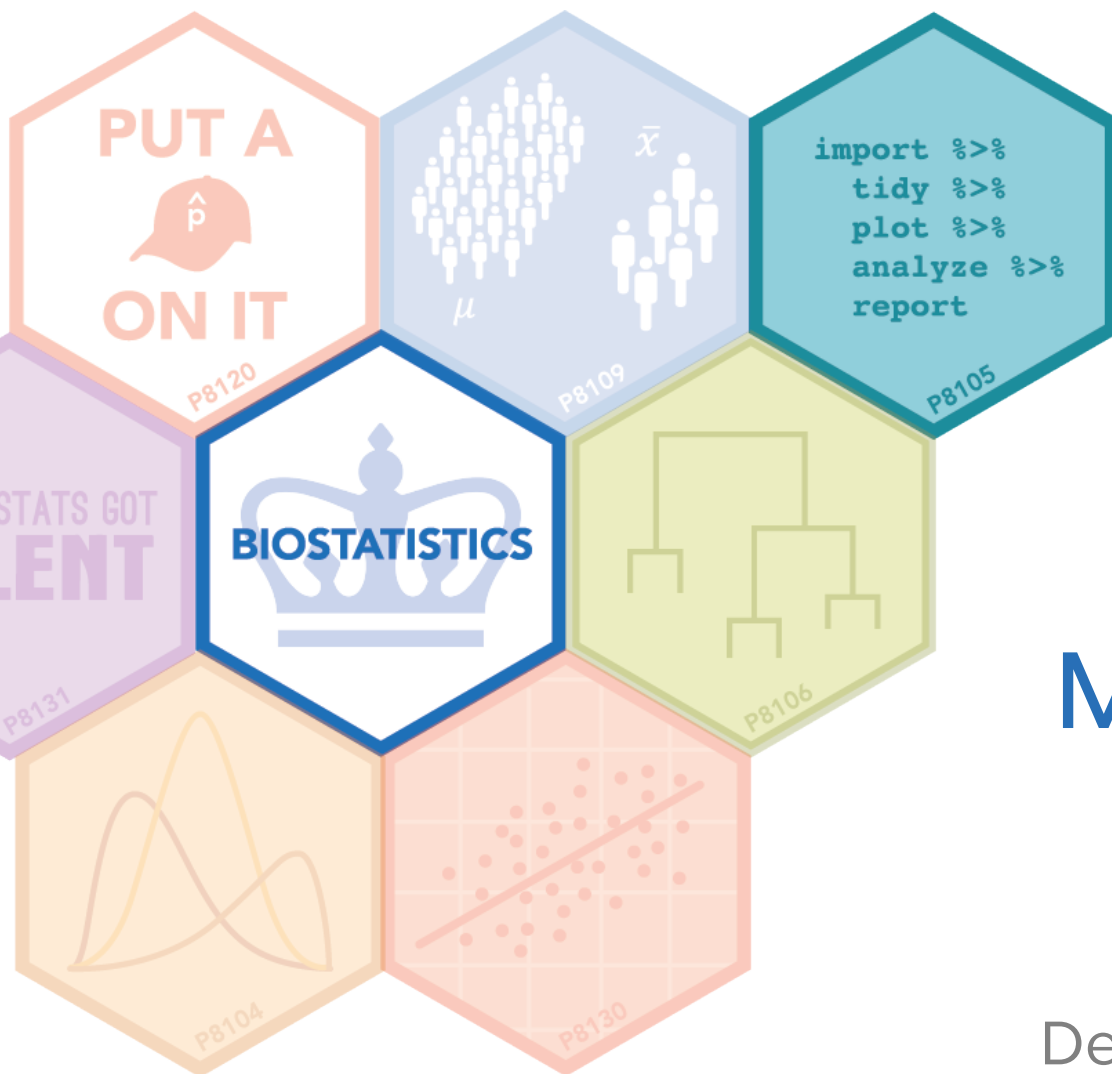 PUT A
p̂
ON IT
P8120
x̄
μ
P8109
import %>%
tidy %>%
plot %>%
analyze %>%
report
P8105
STATS GOT
LENT
P8131
BIOSTATISTICS
P8106
M
P8104
P8130
De